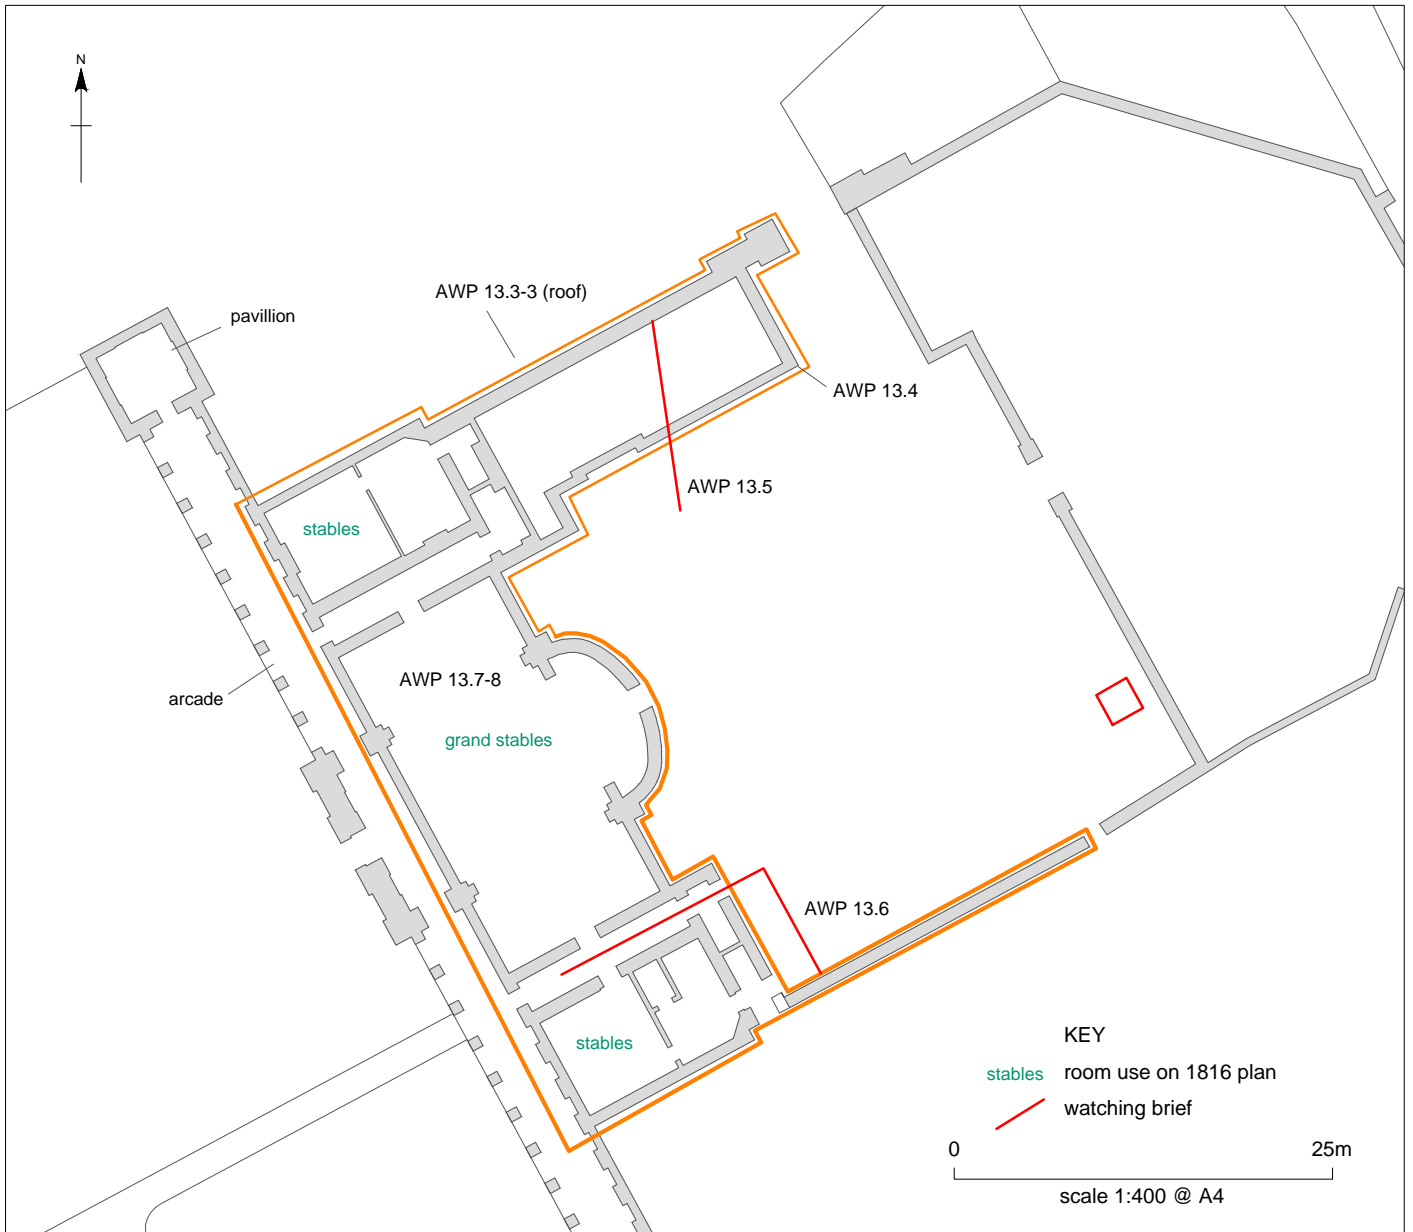 N
AWP 13.3-3 (roof)
pavillion
AWP 13.4
AWP 13.5
stables
AWP 13.7-8
arcade
grand stables
AWP 13.6
stables
KEY
stables room use on 1816 plan
watching brief
0 25m
scale 1:400 @ A4